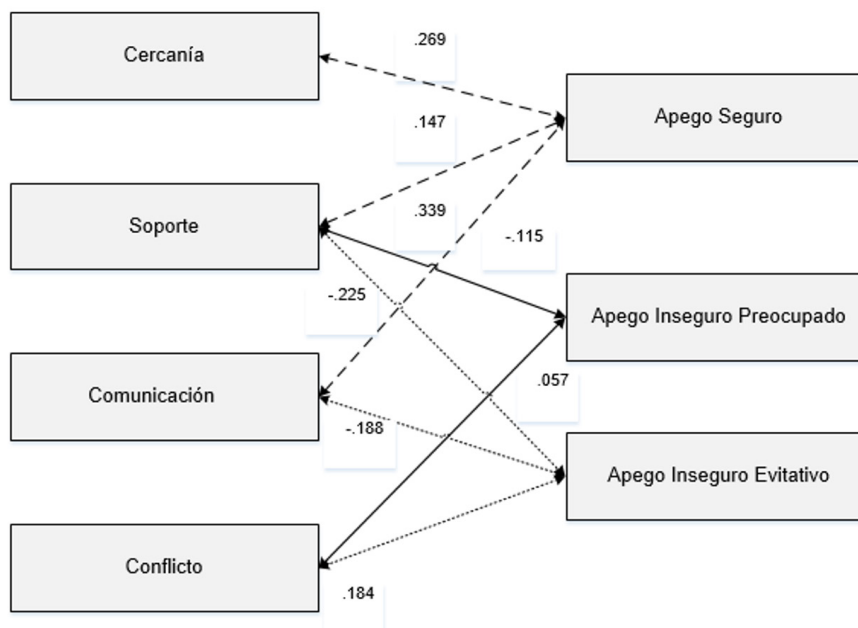 Cercanía
.269
Apego Seguro
.147
Soporte
.339
-.115
-.225
Apego Inseguro Preocupado
Comunicación
.057
-.188
Apego Inseguro Evitativo
Conflicto
.184